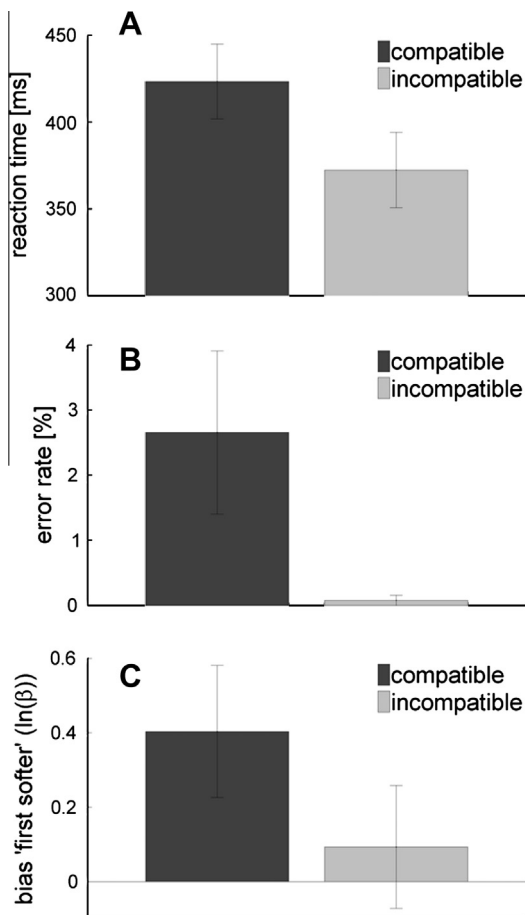 A
reaction time [ms]
450
400
350
300
compatible
incompatible
B
error rate [%]
4
3
2
1
0
compatible
incompatible
C
bias 'first softer' (ln(β))
0.6
0.4
0.2
0
compatible
incompatible